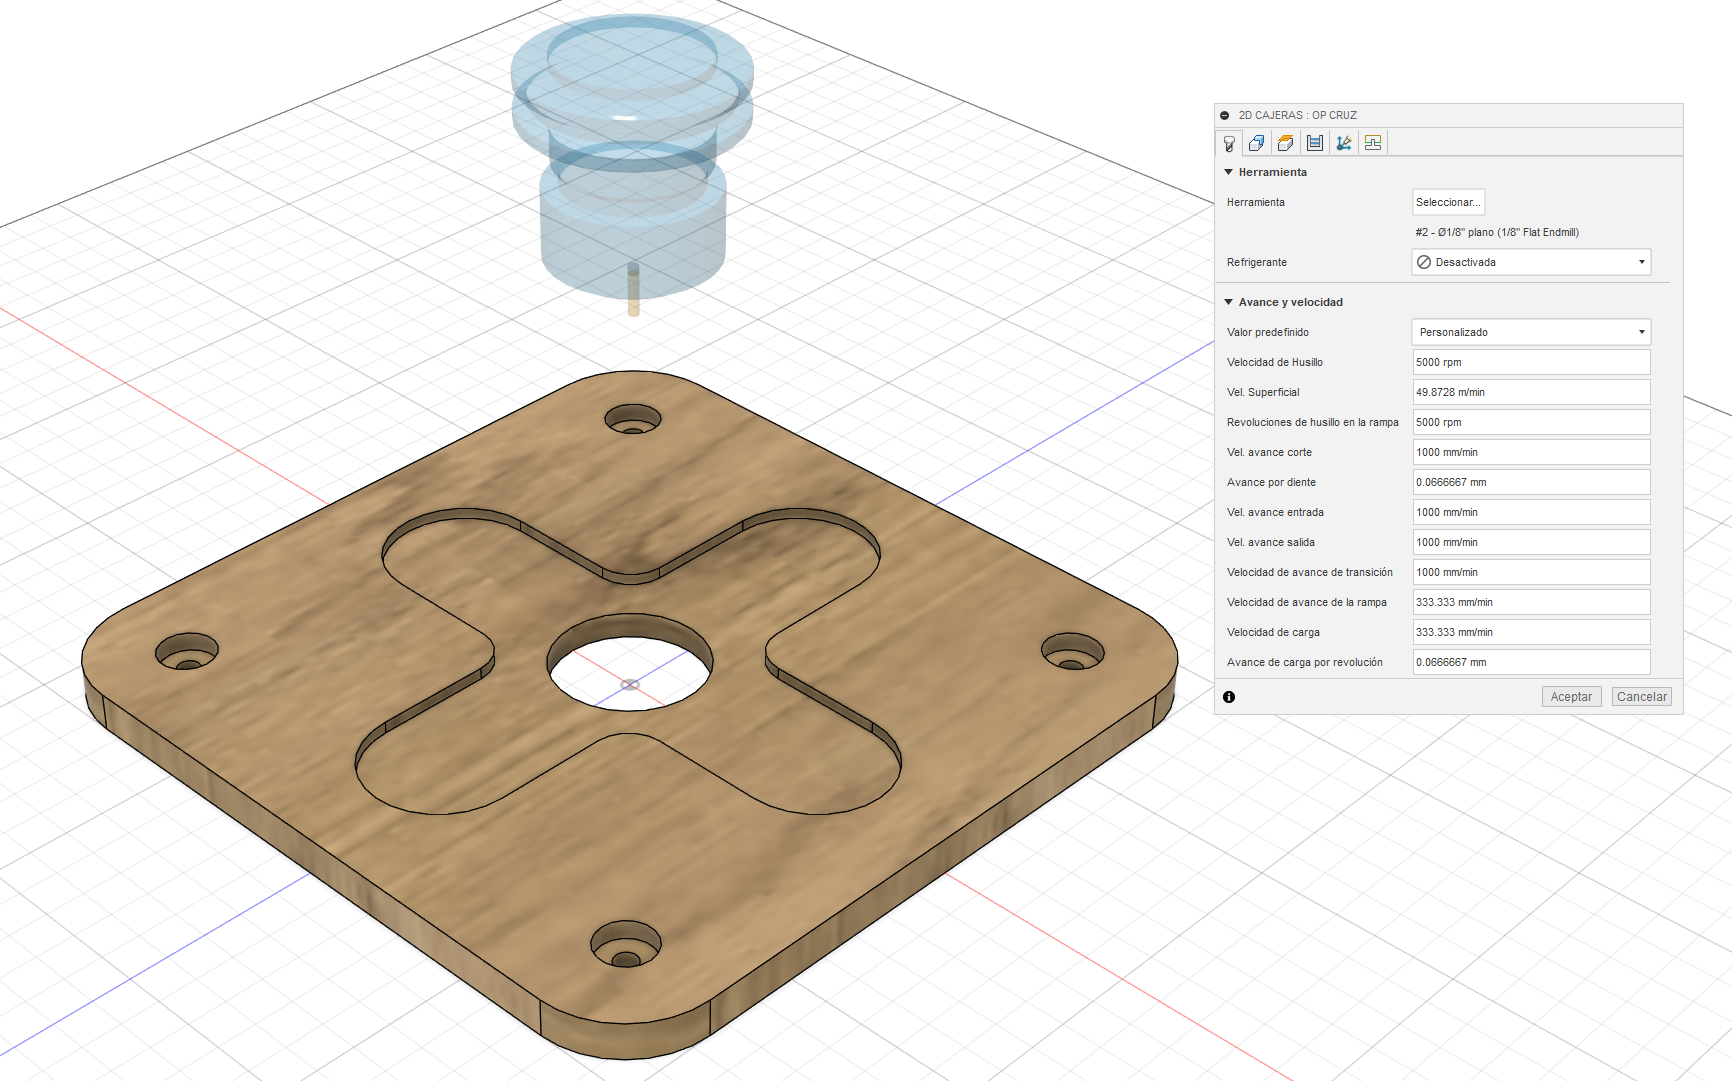 2D CAJERAS : OP CRUZ
Herramienta
Herramienta Seleccionar...
#2 - Ø1/8" plano (1/8" Flat Endmill)
Refrigerante Desactivada
Avance y velocidad
Valor predefinido Personalizado
Velocidad de Husillo 5000 rpm
Vel. Superficial 49.8728 m/min
Revoluciones de husillo en la rampa 5000 rpm
Vel. avance corte 1000 mm/min
Avance por diente 0.0666667 mm
Vel. avance entrada 1000 mm/min
Vel. avance salida 1000 mm/min
Velocidad de avance de transición 1000 mm/min
Velocidad de avance de la rampa 333.333 mm/min
Velocidad de carga 333.333 mm/min
Avance de carga por revolución 0.0666667 mm
Aceptar Cancelar